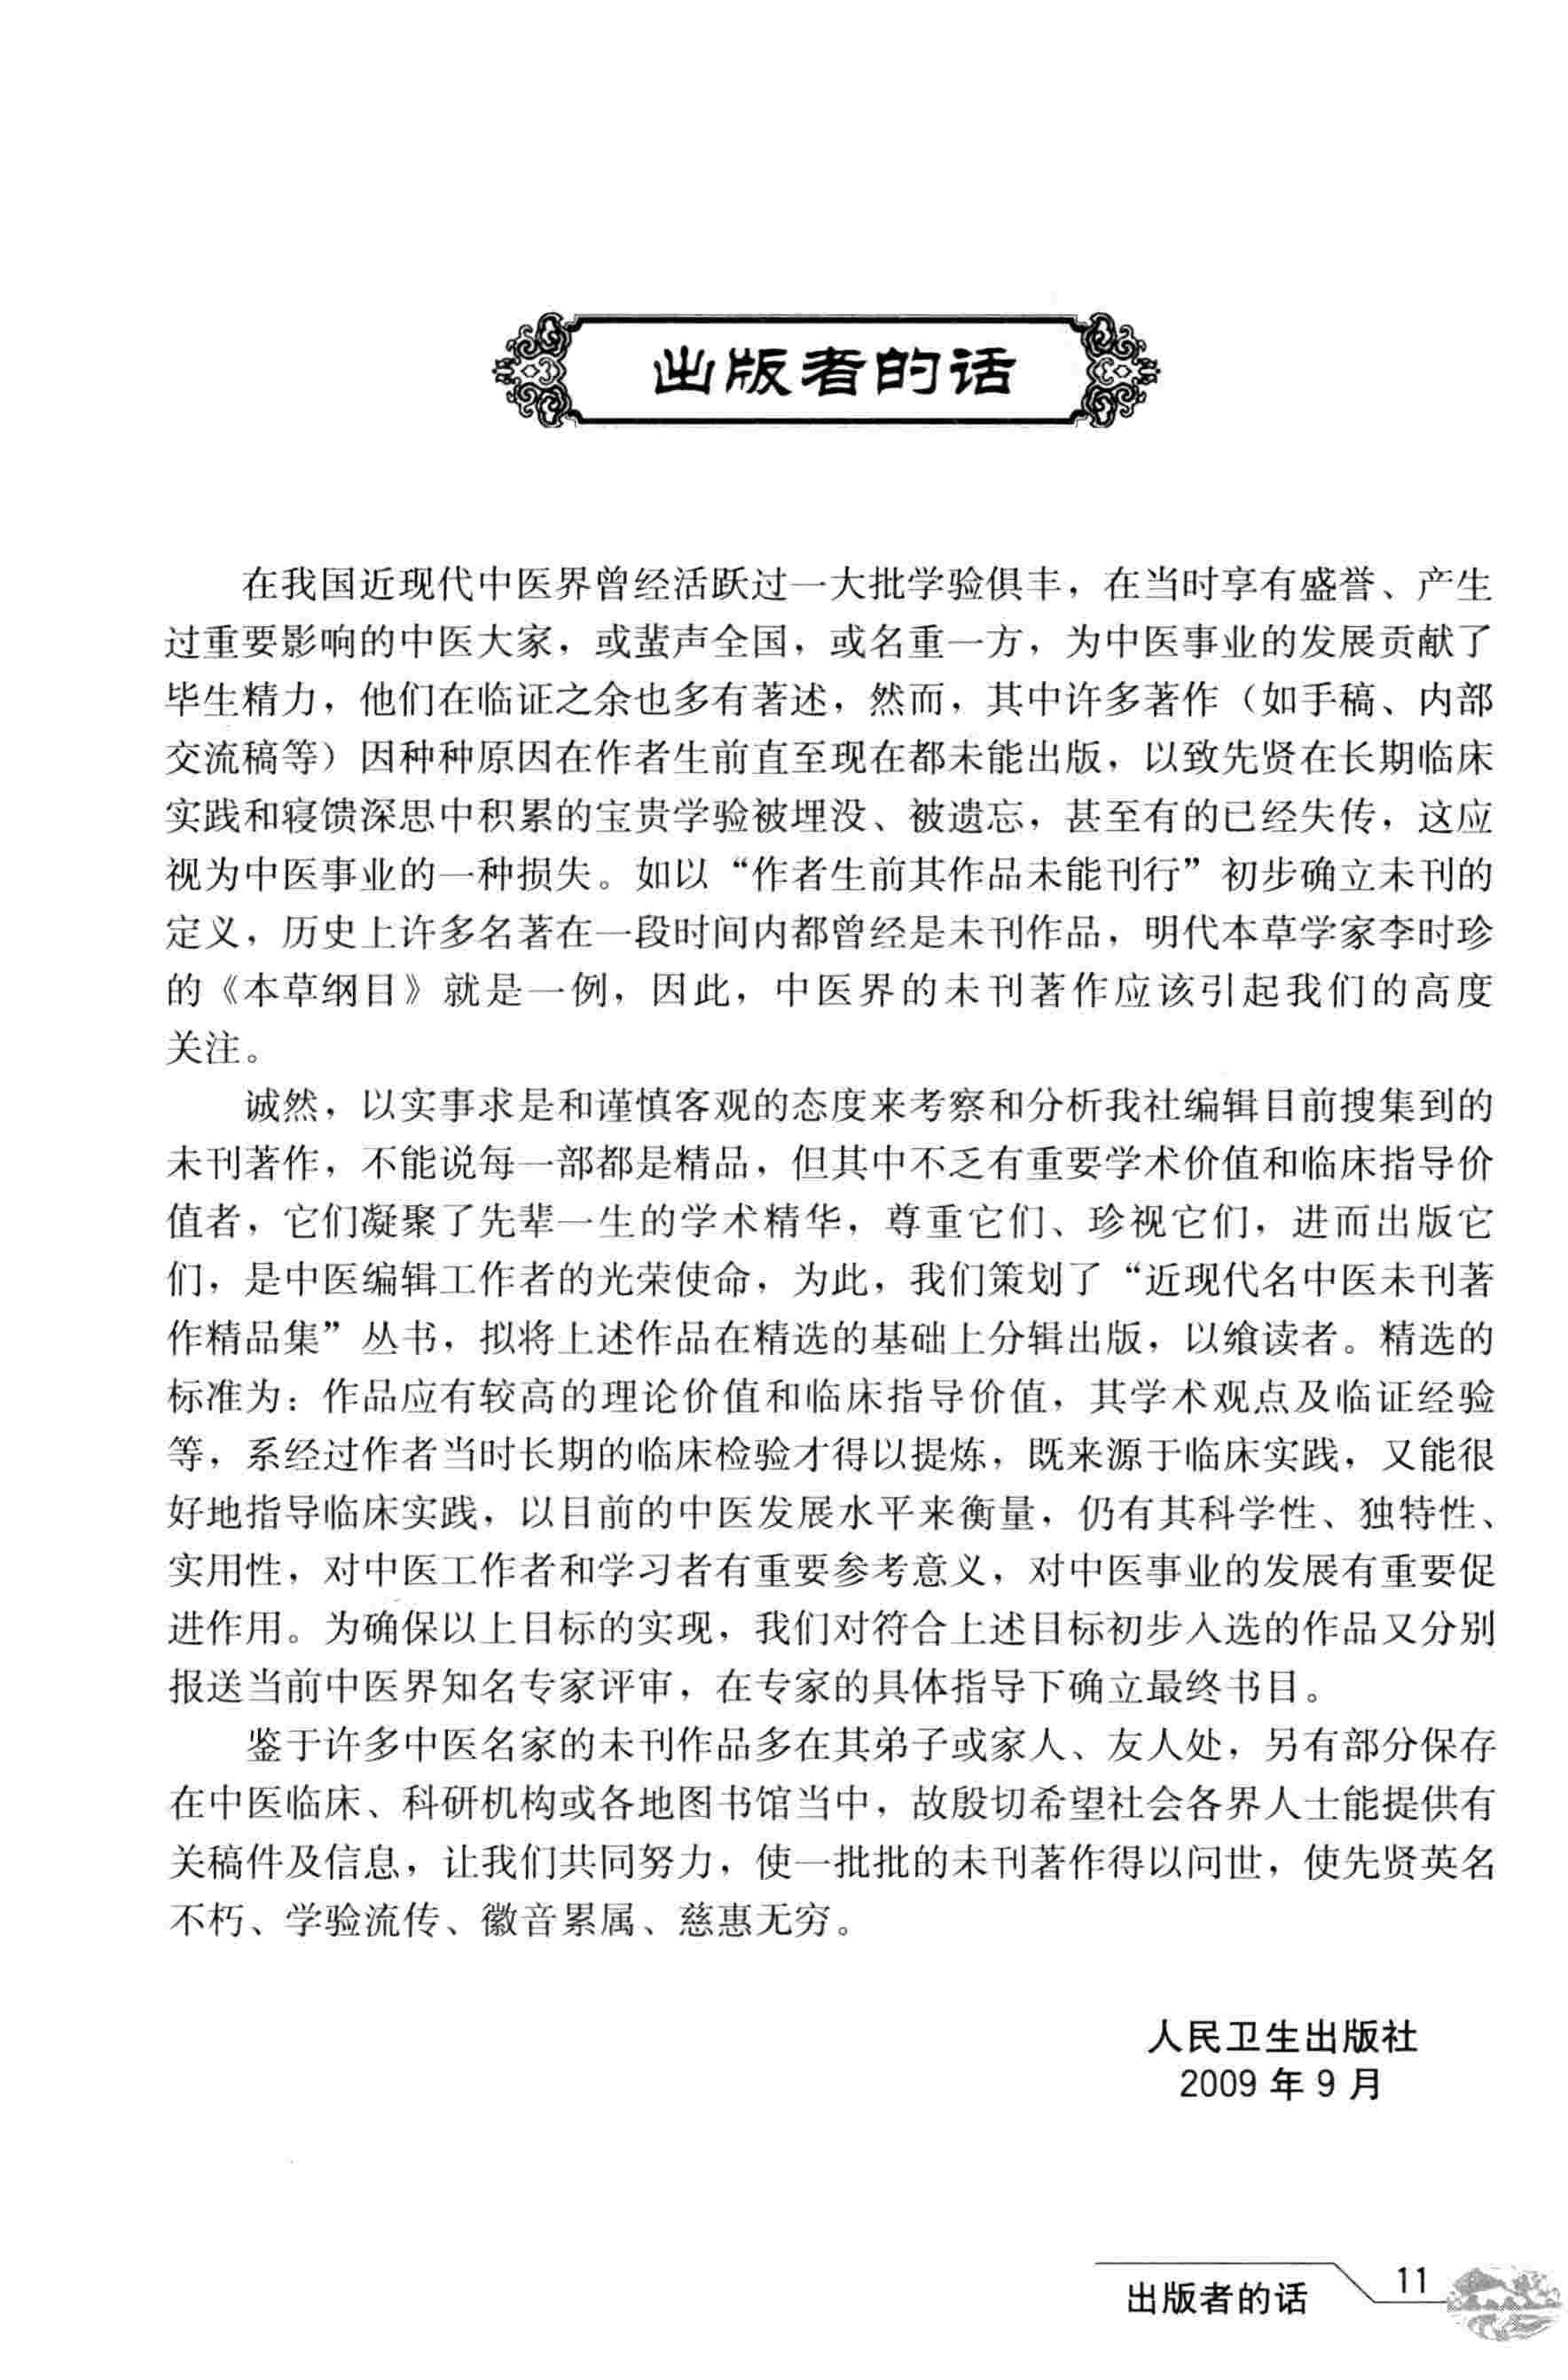 出版者的话
在我国近现代中医界曾经活跃过一大批学验俱丰，在当时享有盛誉、产生
过重要影响的中医大家，或蜚声全国，或名重一方，为中医事业的发展贡献了
毕生精力，他们在临证之余也多有著述，然而，其中许多著作（如手稿、内部
交流稿等）因种种原因在作者生前直至现在都未能出版，以致先贤在长期临床
实践和寝馈深思中积累的宝贵学验被埋没、被遗忘，甚至有的已经失传，这应
视为中医事业的一种损失。如以“作者生前其作品未能刊行”初步确立未刊的
定义，历史上许多名著在一段时间内都曾经是未刊作品，明代本草学家李时珍
的《本草纲目》就是一例，因此，中医界的未刊著作应该引起我们的高度
关注。
诚然，以实事求是和谨慎客观的态度来考察和分析我社编辑目前搜集到的
未刊著作，不能说每一部都是精品，但其中不乏有重要学术价值和临床指导价
值者，它们凝聚了先辈一生的学术精华，尊重它们、珍视它们，进而出版它
们，是中医编辑工作者的光荣使命，为此，我们策划了“近现代名中医未刊著
作精品集”丛书，拟将上述作品在精选的基础上分辑出版，以飨读者。精选的
标准为：作品应有较高的理论价值和临床指导价值，其学术观点及临证经验
等，系经过作者当时长期的临床检验才得以提炼，既来源于临床实践，又能很
好地指导临床实践，以目前的中医发展水平来衡量，仍有其科学性、独特性、
实用性，对中医工作者和学习者有重要参考意义，对中医事业的发展有重要促
进作用。为确保以上目标的实现，我们对符合上述目标初步入选的作品又分别
报送当前中医界知名专家评审，在专家的具体指导下确立最终书目。
鉴于许多中医名家的未刊作品多在其弟子或家人、友人处，另有部分保存
在中医临床、科研机构或各地图书馆当中，故殷切希望社会各界人士能提供有
关稿件及信息，让我们共同努力，使一批批的未刊著作得以问世，使先贤英名
不朽、学验流传、徽音累属、慈惠无穷。
人民卫生出版社
2009 年 9 月
出版者的话 11